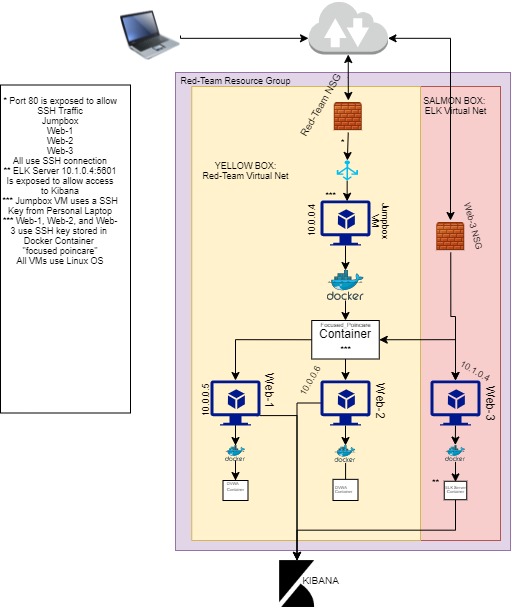 * Port 80 is exposed to allow
SSH Traffic
Jumpbox
Web-1
Web-2
Web-3
All use SSH connection
** ELK Server 10.1.0.4:5601
Is exposed to allow access
to Kibana
*** Jumpbox VM uses a SSH
Key from Personal Laptop
*** Web-1, Web-2, and Web-
3 use SSH key stored in
Docker Container
"focused poincare"
All VMs use Linux OS
Red-Team Resource Group
Red-Team NSG
SALMON BOX:
ELK Virtual Net
*
YELLOW BOX:
Red-Team Virtual Net
***
10.0.0.4
Jumpbox
VM
Web-3 NSG
docker
Focused_Poincare
Container
***
10.0.0.5
Web-1
10.0.0.6
Web-2
10.1.0.4
Web-3
docker
docker
docker
DVWA
Container
DVWA
Container
**
ELK Server
Container
KIBANA